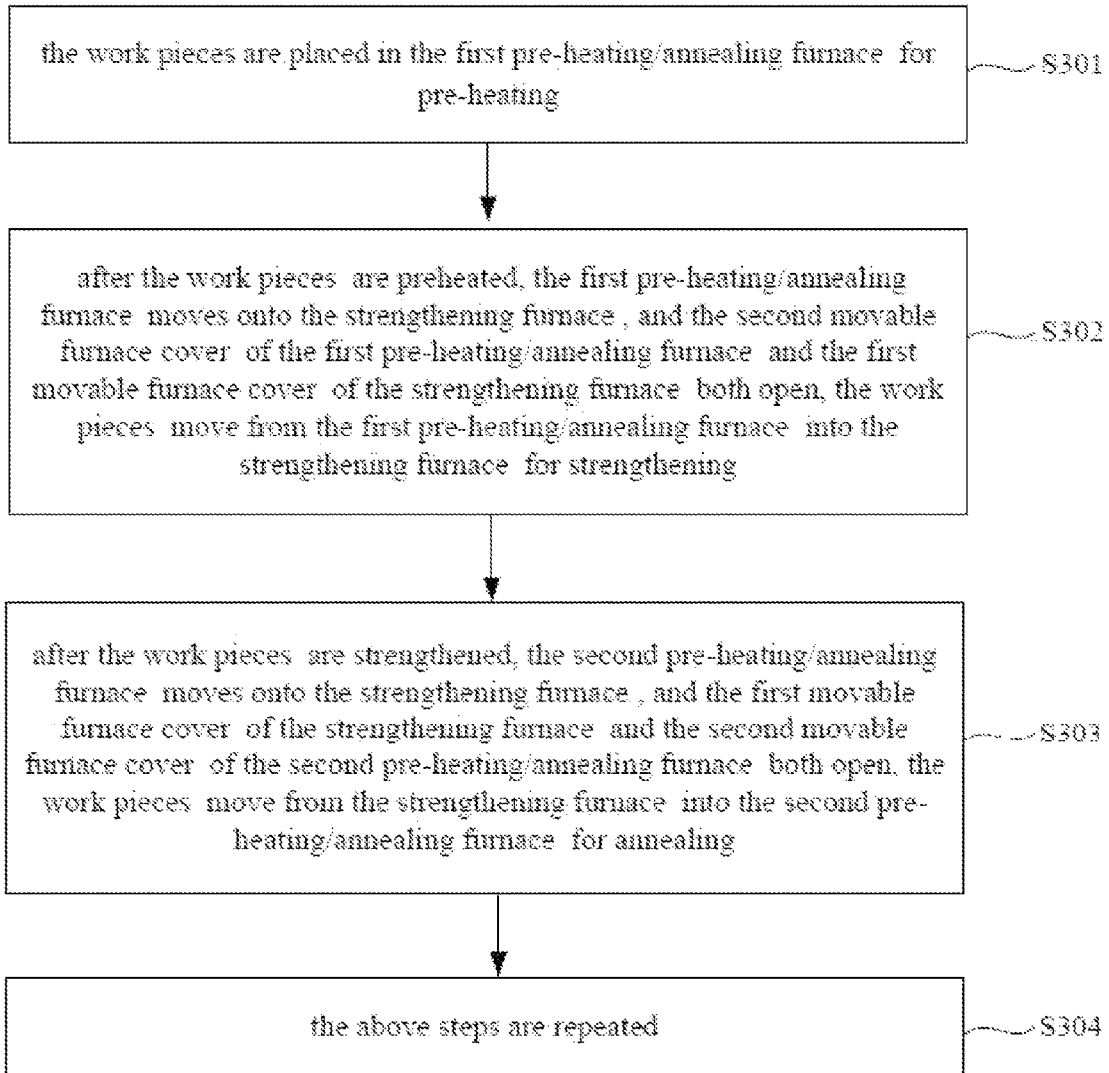 the work pieces are placed in the first pre-heating/annealing furnace for
pre-heating
S301
after the work pieces are preheated, the first pre-heating/annealing
furnace moves onto the strengthening furnace , and the second movable
furnace cover of the first pre-heating/annealing furnace and the first
movable furnace cover of the strengthening furnace both open, the work
pieces move from the first pre-heating/annealing furnace into the
strengthening furnace for strengthening
S302
after the work pieces are strengthened, the second pre-heating/annealing
furnace moves onto the strengthening furnace , and the first movable
furnace cover of the strengthening furnace and the second movable
furnace cover of the second pre-heating/annealing furnace both open, the
work pieces move from the strengthening furnace into the second pre-
heating/annealing furnace for annealing
S303
the above steps are repeated
S304